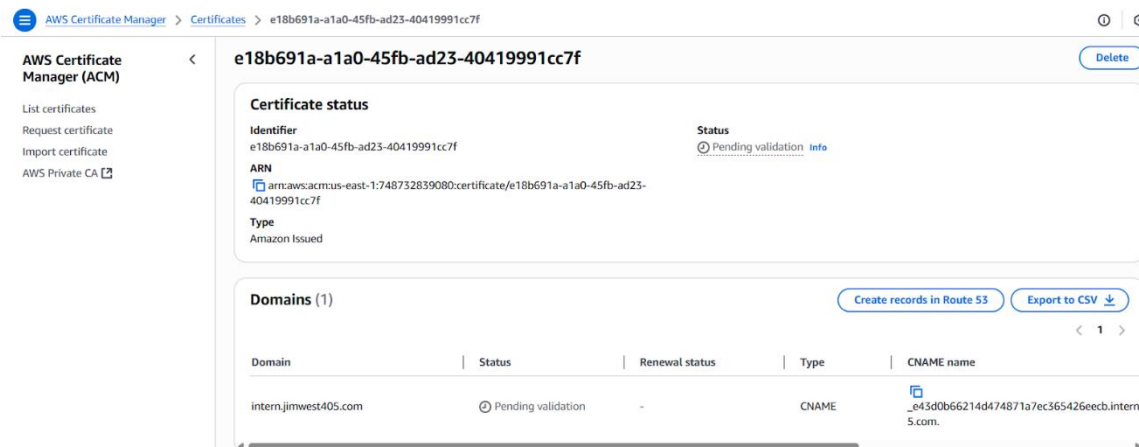 AWS Certificate Manager > Certificates > e18b691a-a1a0-45fb-ad23-40419991cc7f
AWS Certificate
Manager (ACM)
List certificates
Request certificate
Import certificate
AWS Private CA
e18b691a-a1a0-45fb-ad23-40419991cc7f
Delete
Certificate status
Identifier
e18b691a-a1a0-45fb-ad23-40419991cc7f
Status
Pending validation Info
ARN
arn:aws:acm:us-east-1:748732839080:certificate/e18b691a-a1a0-45fb-ad23-
40419991cc7f
Type
Amazon Issued
Domains (1)
Create records in Route 53
Export to CSV
< 1 >
Domain Status Renewal status Type CNAME name
intern.jimwest405.com Pending validation - CNAME
_e43d0b66214d474871a7ec365426eecb.intern
5.com.